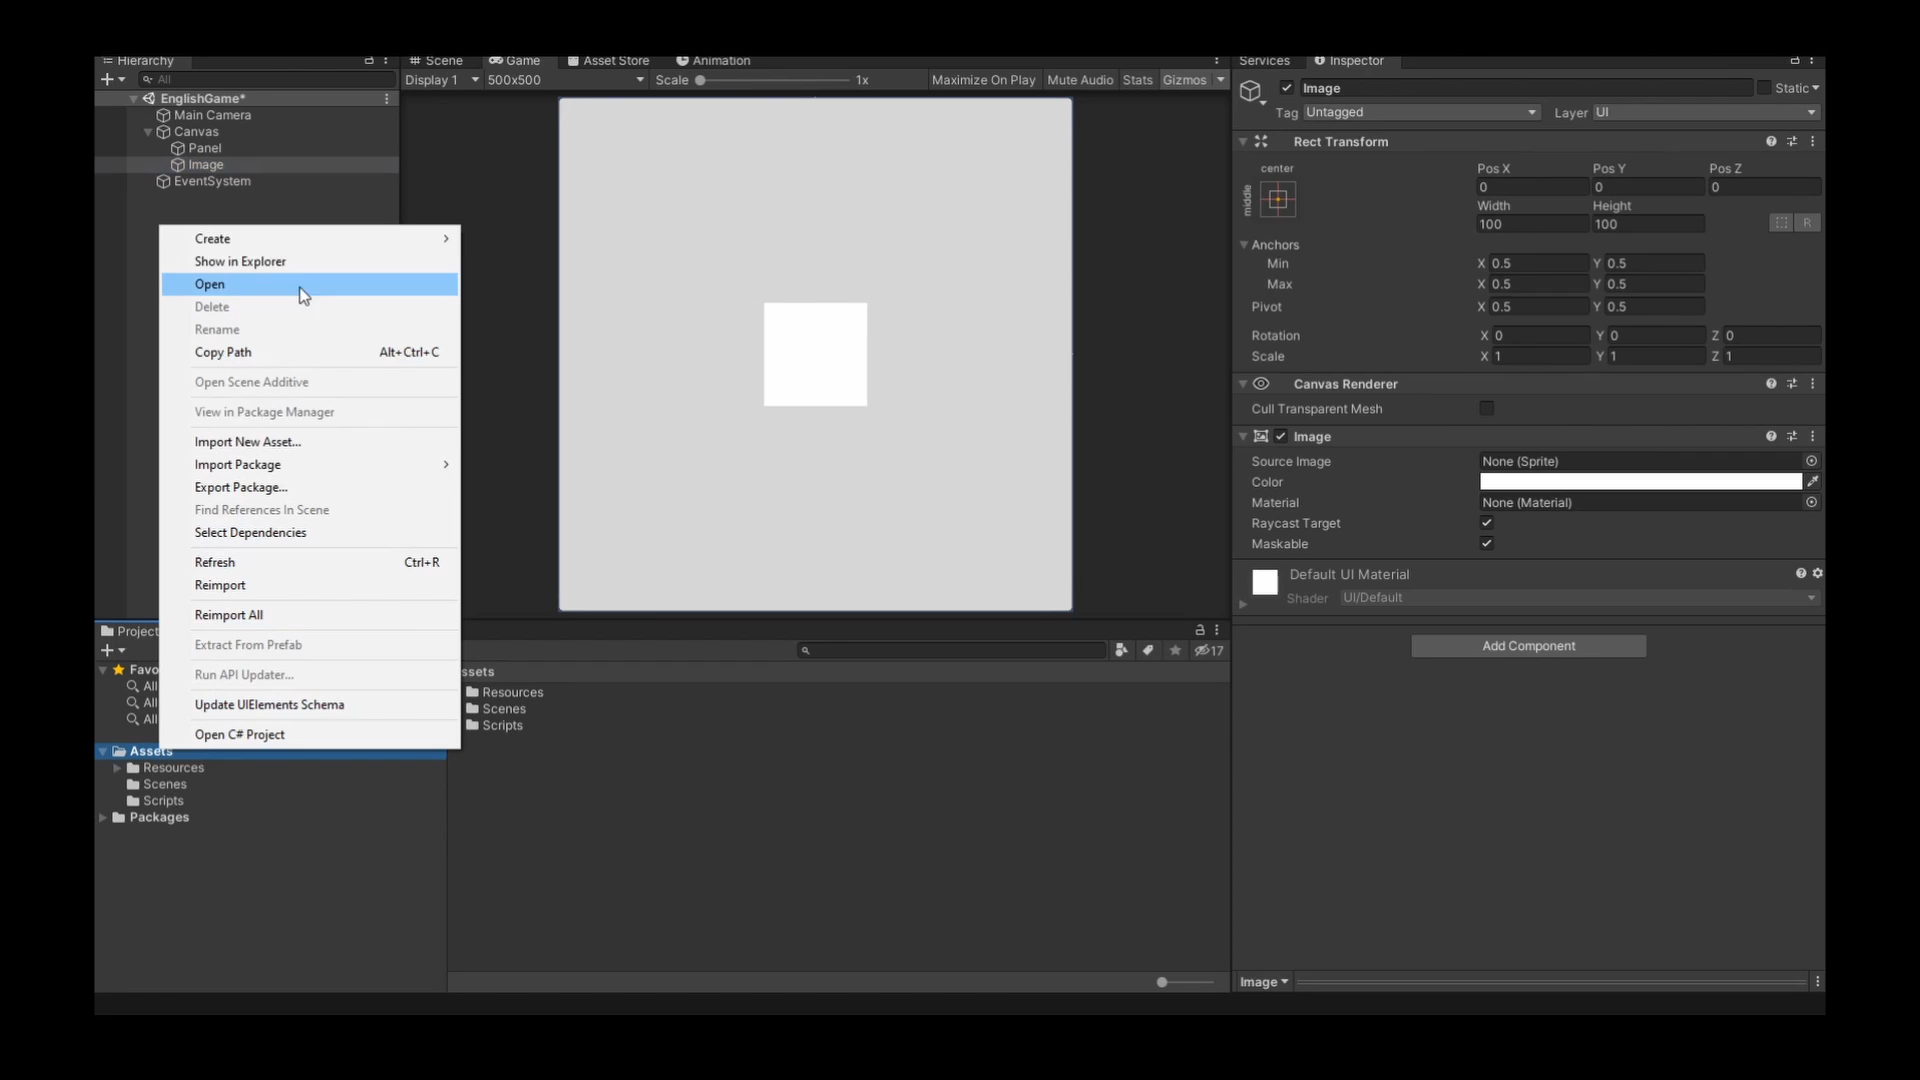 Hierarchy
All
EnglishGame*
Main Camera
Canvas
Panel
Image
EventSystem
Create
Show in Explorer
Open
Delete
Rename
Copy Path Alt+Ctrl+C
Open Scene Additive
View in Package Manager
Import New Asset...
Import Package
Export Package...
Find References In Scene
Select Dependencies
Refresh Ctrl+R
Reimport
Reimport All
Extract From Prefab
Run API Updater...
Update UIElements Schema
Open C# Project
Project
Favo
All
All
All
Assets
Resources
Scenes
Scripts
Packages
Scene Game Asset Store Animation
Display 1 500x500 Scale 1x Maximize On Play Mute Audio Stats Gizmos
17
ssets
Resources
Scenes
Scripts
Services Inspector
Image Static
Tag Untagged Layer UI
Rect Transform
center
middle
Pos X Pos Y Pos Z
0 0 0
Width Height
100 100
R
Anchors
Min X 0.5 Y 0.5
Max X 0.5 Y 0.5
Pivot X 0.5 Y 0.5
Rotation X 0 Y 0 Z 0
Scale X 1 Y 1 Z 1
Canvas Renderer
Cull Transparent Mesh
Image
Source Image None (Sprite)
Color
Material None (Material)
Raycast Target
Maskable
Default UI Material
Shader UI/Default
Add Component
Image